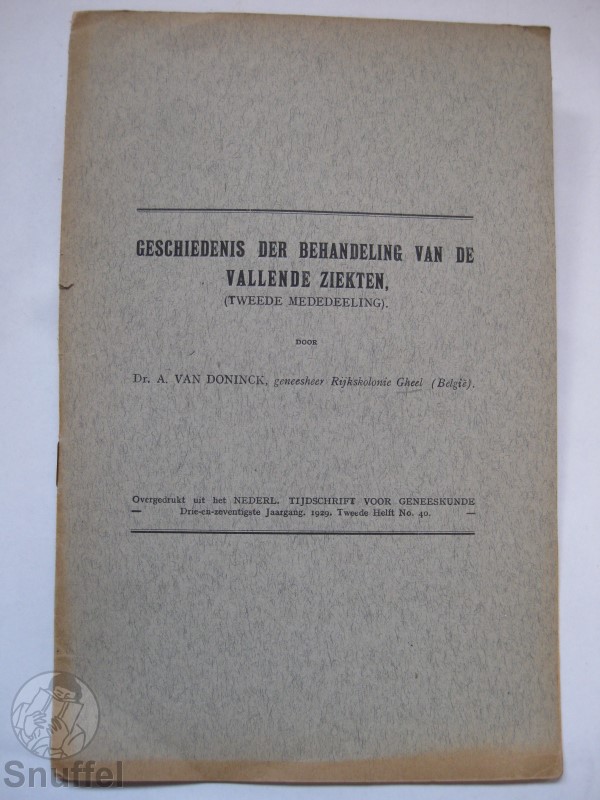 GESCHIEDENIS DER BEHANDELING VAN DE
VALLENDE ZIEKTEN,
(TWEEDE MEDEDEELING).
DOOR
Dr. A. VAN DONINCK, geneesheer Rijkskolonie Gheel (België).
Overgedrukt uit het NEDERL. TIJDSCHRIFT VOOR GENEESKUNDE
— Drie-en-zeventigste Jaargang, 1929, Tweede Helft No. 40. —
Snuffel